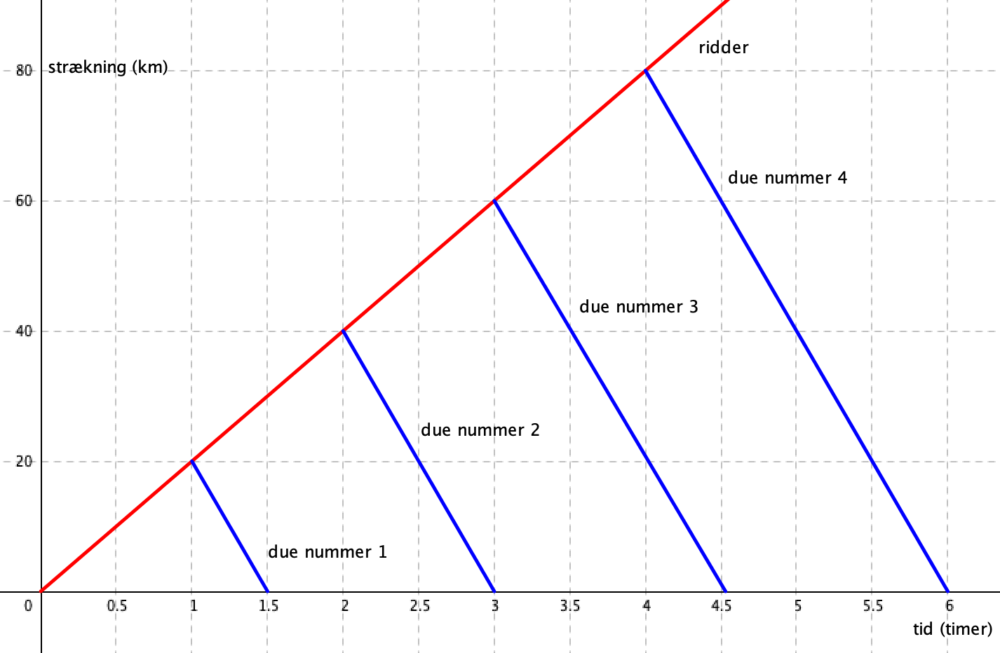 ridder
80 strækning (km)
due nummer 4
60
due nummer 3
40
due nummer 2
20
due nummer 1
0 0.5 1 1.5 2 2.5 3 3.5 4 4.5 5 5.5 6
tid (timer)